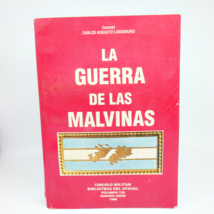 Coronel
CARLOS AUGUSTO LANDABURU
LA
GUERRA
DE LAS
MALVINAS
CIRCULO MILITAR
BIBLIOTECA DEL OFICIAL
BUENOS AIRES